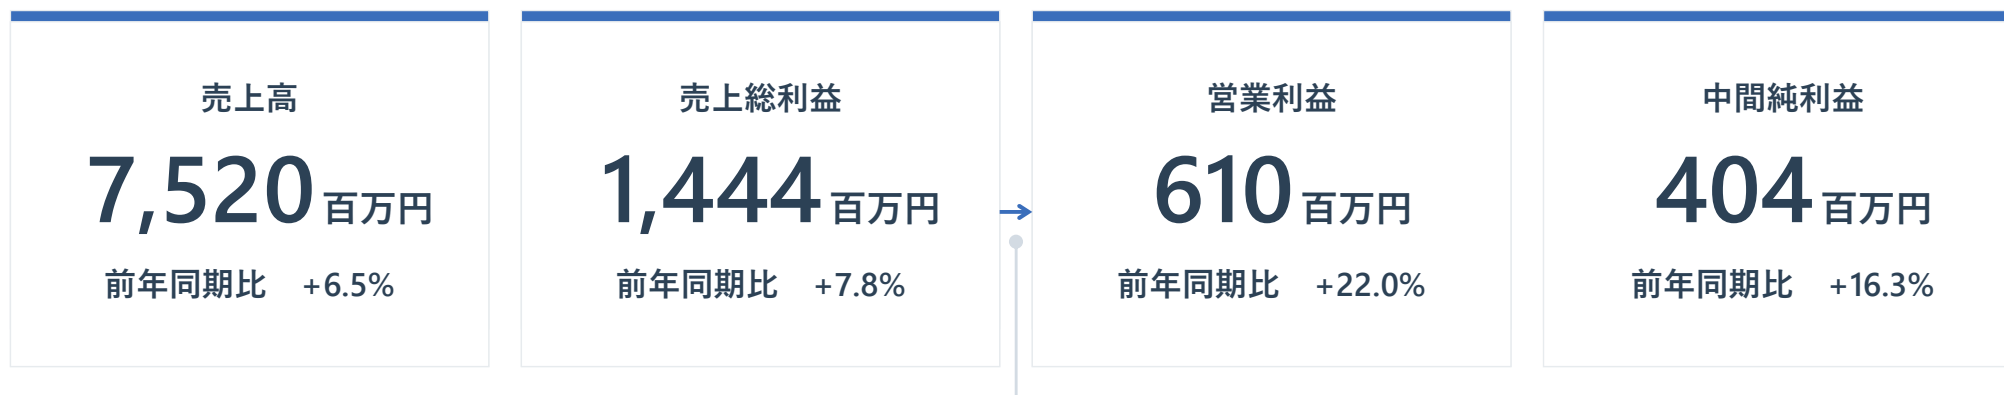 売上高
7,520百万円
前年同期比 +6.5%
売上総利益
1,444百万円
前年同期比 +7.8%
営業利益
610百万円
前年同期比 +22.0%
中間純利益
404百万円
前年同期比 +16.3%